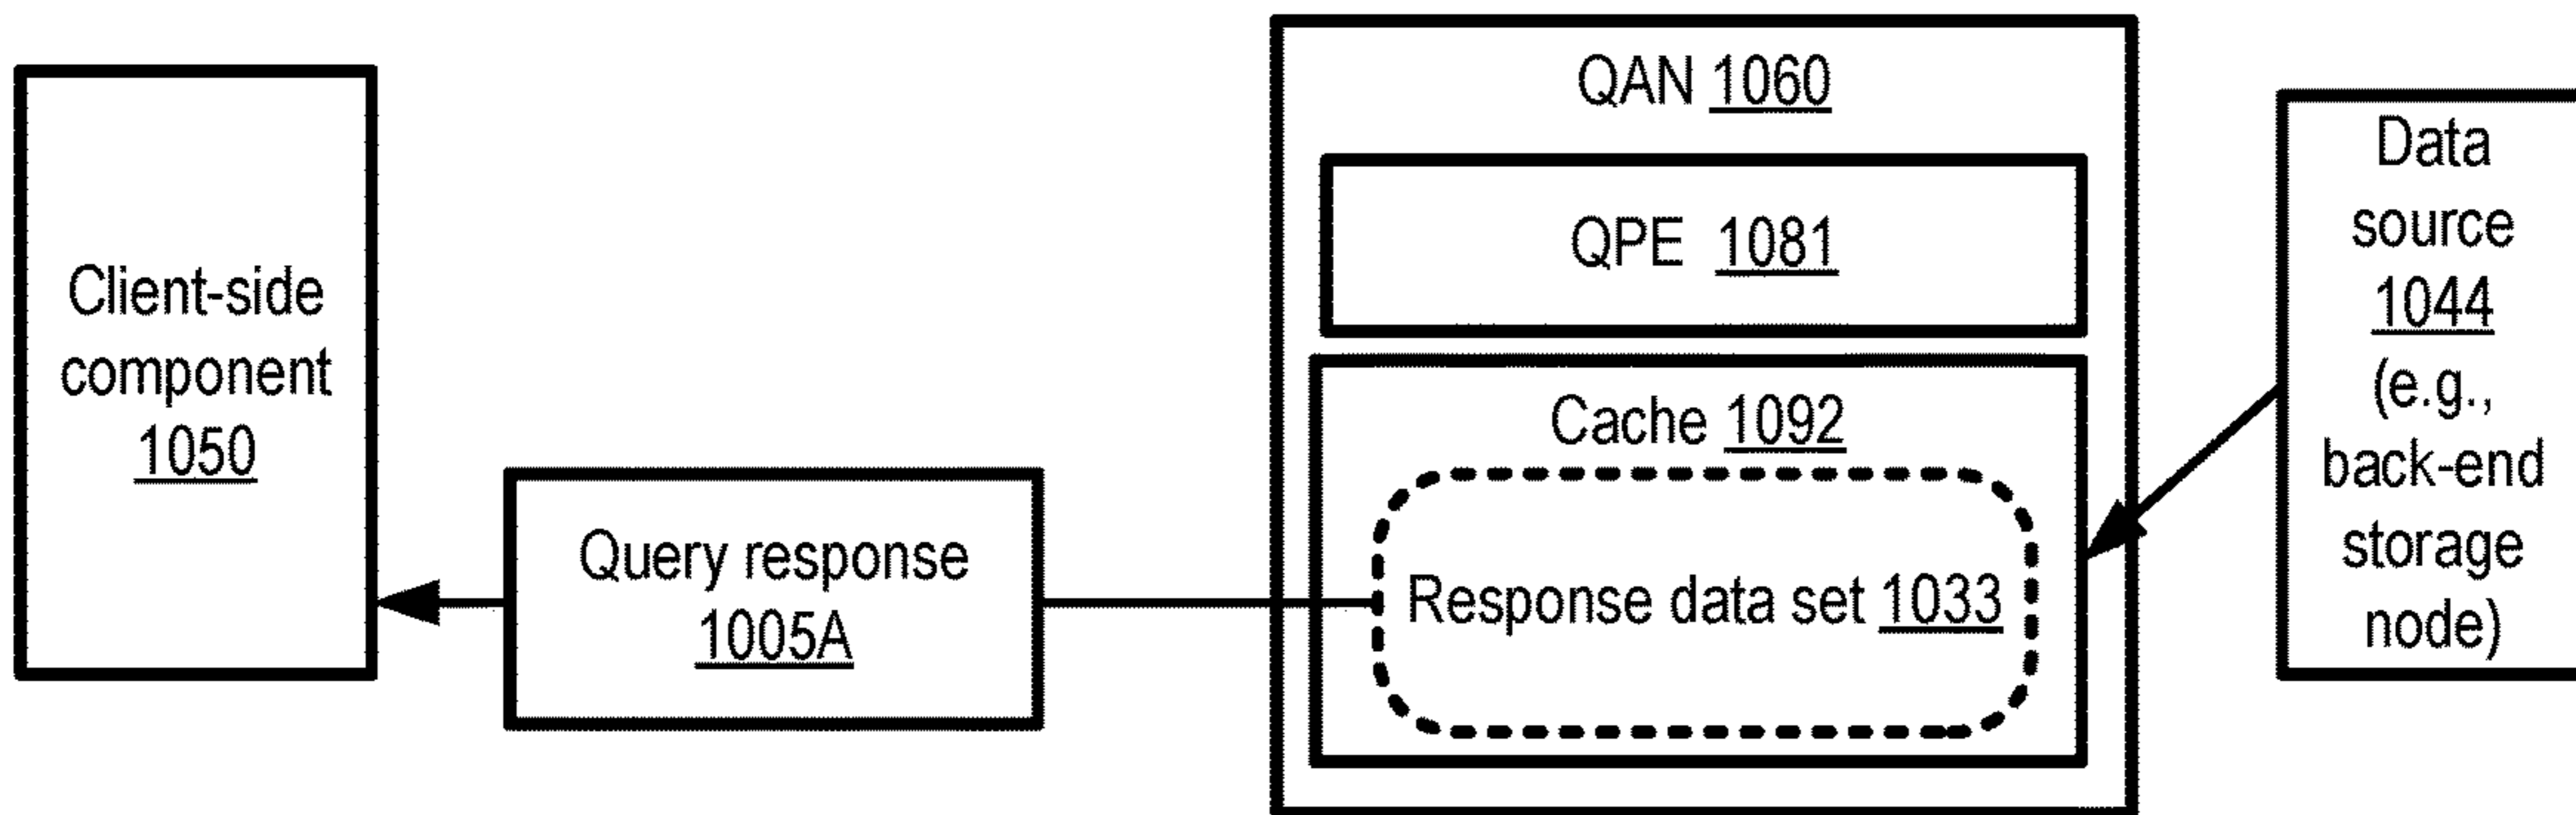 Client-side
component
1050
Query response
1005A
QAN 1060
QPE 1081
Cache 1092
Response data set 1033
Data
source
1044
(e.g.,
back-end
storage
node)